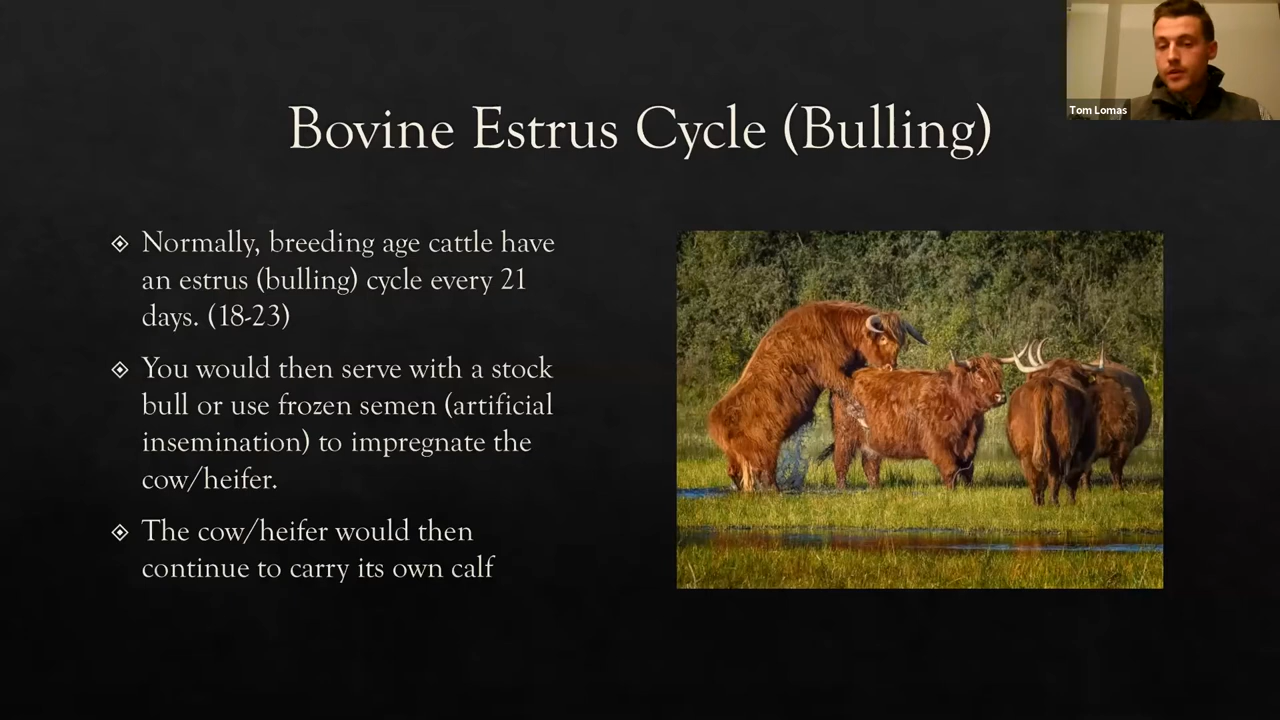 Tom Lomas
Bovine Estrus Cycle (Bulling)
Normally, breeding age cattle have
an estrus (bulling) cycle every 21
days. (18-23)
You would then serve with a stock
bull or use frozen semen (artificial
insemination) to impregnate the
cow/heifer.
The cow/heifer would then
continue to carry its own calf